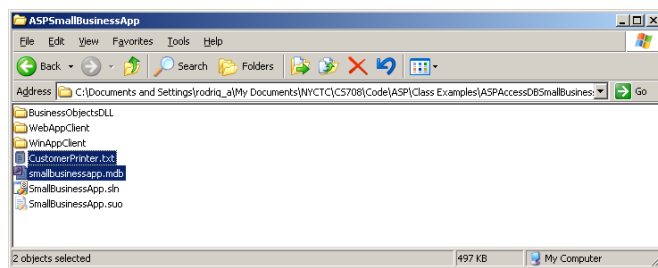 ASPSmallBusinessApp
File Edit View Favorites Tools Help
Back Search Folders
Address C:\Documents and Settings\rodriq_a\My Documents\NYCTC\CS708\Code\ASP\Class Examples\ASPAccessDBSmallBusines: Go
BusinessObjectsDLL
WebAppClient
WinAppClient
CustomerPrinter.txt
smallbusinessapp.mdb
SmallBusinessApp.sln
SmallBusinessApp.suo
2 objects selected 497 KB My Computer